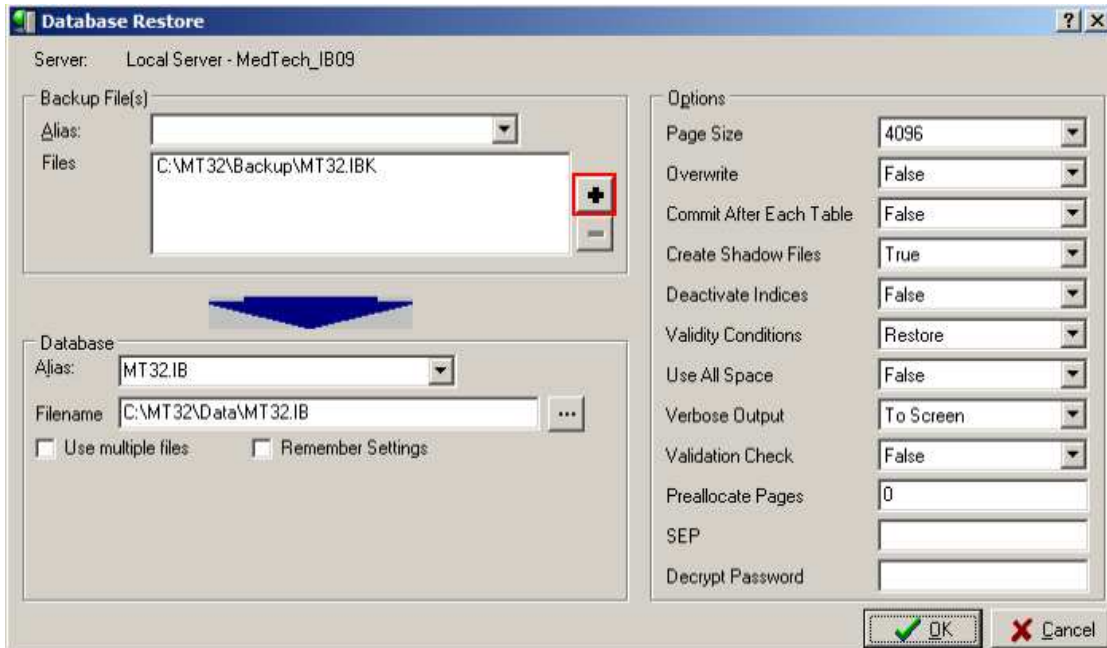 Database Restore
Server: Local Server - MedTech_IB09
Backup File(s)
Alias:
Files C:\MT32\Backup\MT32.IBK
Database
Alias: MT32.IB
Filename C:\MT32\Data\MT32.IB ...
Use multiple files Remember Settings
Options
Page Size 4096
Overwrite False
Commit After Each Table False
Create Shadow Files True
Deactivate Indices False
Validity Conditions Restore
Use All Space False
Verbose Output To Screen
Validation Check False
Preallocate Pages 0
SEP
Decrypt Password
OK Cancel